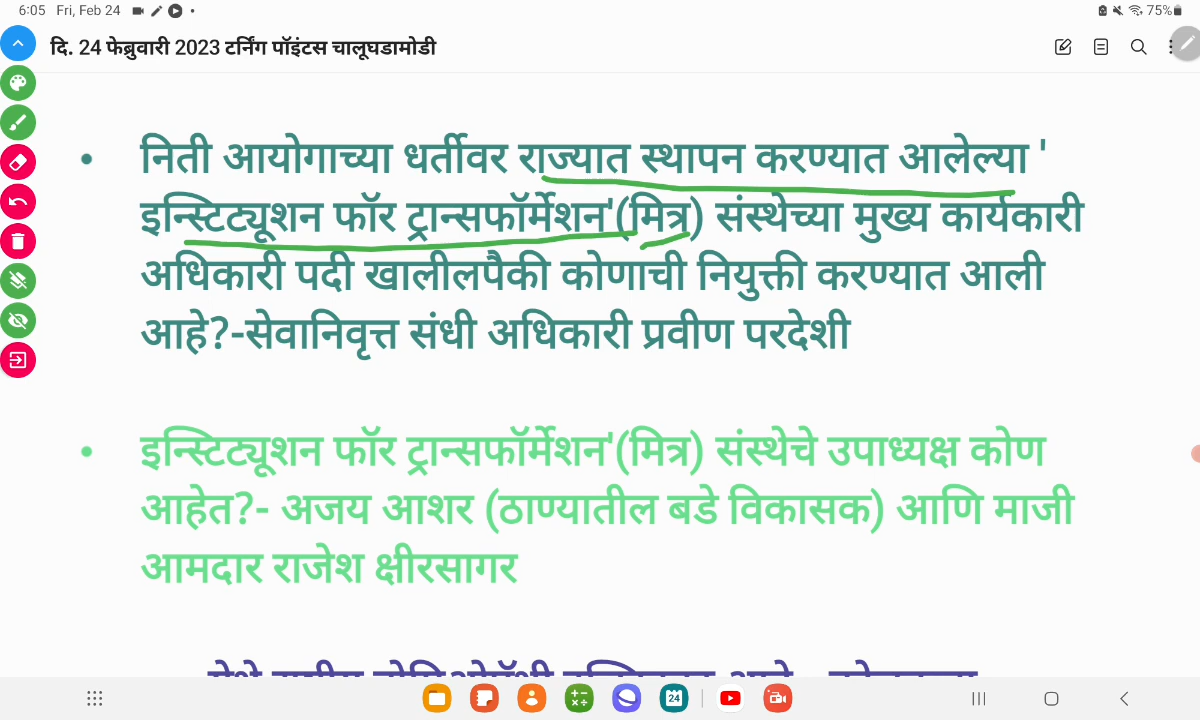 6:05 Fri, Feb 24
75%
दि. 24 फेब्रुवारी 2023 टर्निंग पॉइंटस चालूघडामोडी
• निती आयोगाच्या धर्तीवर राज्यात स्थापन करण्यात आलेल्या '
इन्स्टिट्यूशन फॉर ट्रान्सफॉर्मेशन'(मित्र) संस्थेच्या मुख्य कार्यकारी
अधिकारी पदी खालीलपैकी कोणाची नियुक्ती करण्यात आली
आहे?-सेवानिवृत्त संधी अधिकारी प्रवीण परदेशी
• इन्स्टिट्यूशन फॉर ट्रान्सफॉर्मेशन'(मित्र) संस्थेचे उपाध्यक्ष कोण
आहेत?- अजय आशर (ठाण्यातील बडे विकासक) आणि माजी
आमदार राजेश क्षीरसागर
24